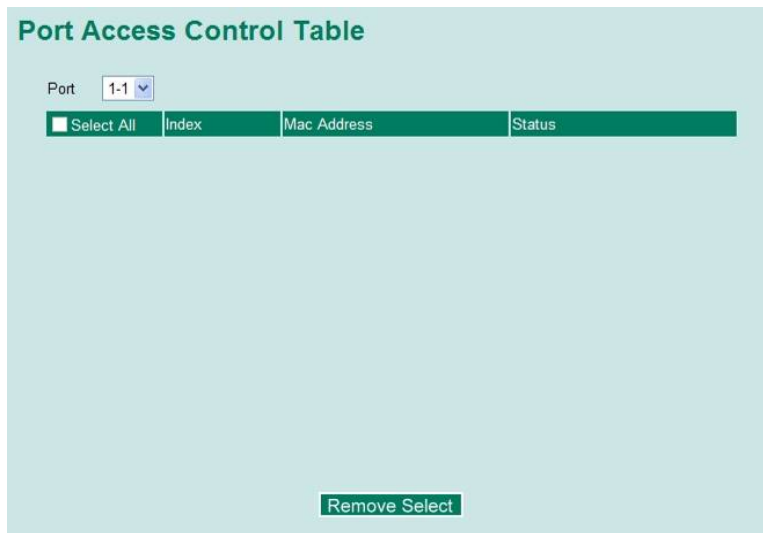 Port Access Control Table
Port 1-1
Select All Index Mac Address Status
Remove Select